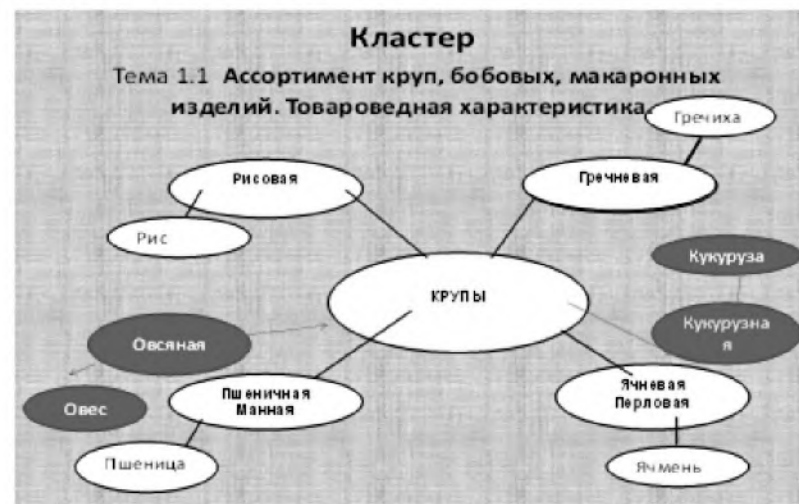 Кластер
Тема 1.1 Ассортимент круп, бобовых, макаронных
изделий. Товароведная характеристика.
Гречиха
Рисовая
Гречневая
Рис
Кукуруза
КРУПЫ
Кукурузна
я
Овсяная
Овес
Пшеничная
Манная
Ячневая
Перловая
Пшеница
Ячмень